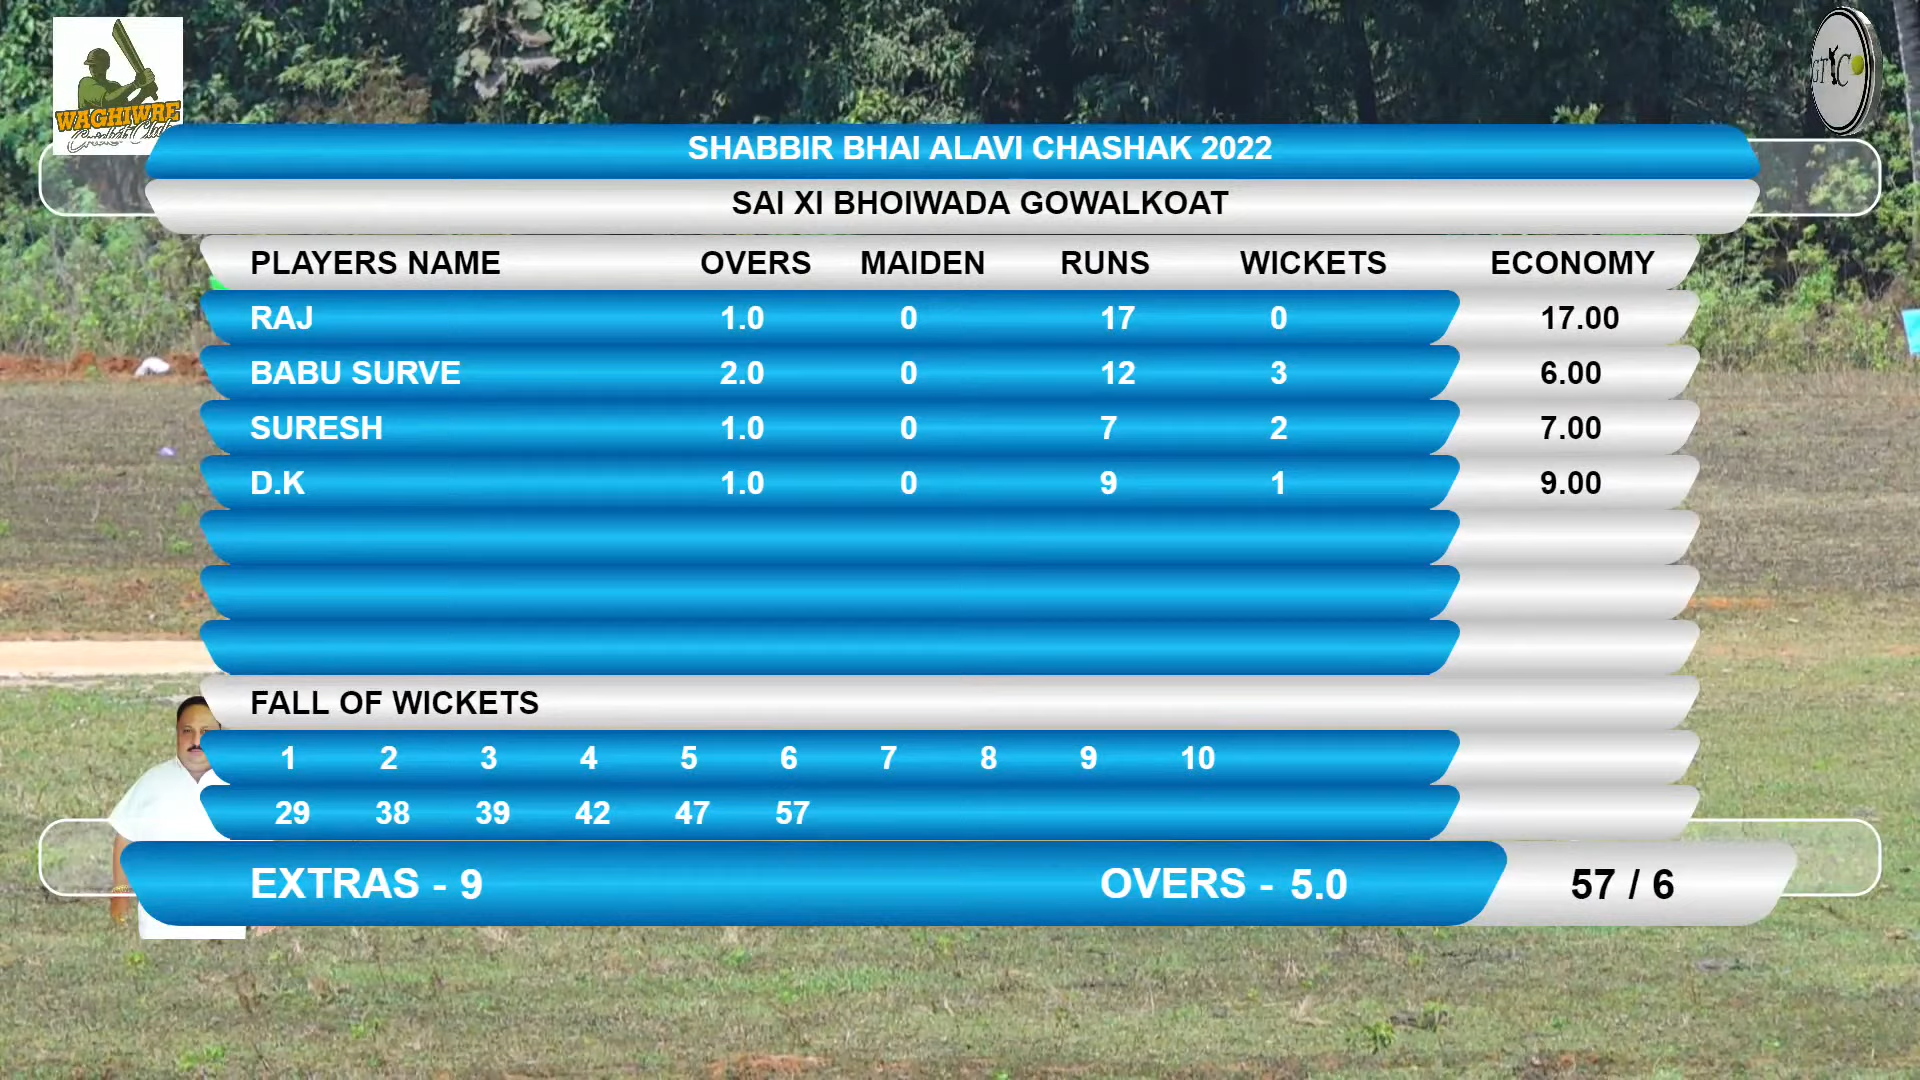 WAGHIWRE
Cricket Club
GTCC
SHABBIR BHAI ALAVI CHASHAK 2022
SAI XI BHOIWADA GOWALKOAT
PLAYERS NAME OVERS MAIDEN RUNS WICKETS ECONOMY
RAJ 1.0 0 17 0 17.00
BABU SURVE 2.0 0 12 3 6.00
SURESH 1.0 0 7 2 7.00
D.K 1.0 0 9 1 9.00
FALL OF WICKETS
1 2 3 4 5 6 7 8 9 10
29 38 39 42 47 57
EXTRAS - 9 OVERS - 5.0 57 / 6